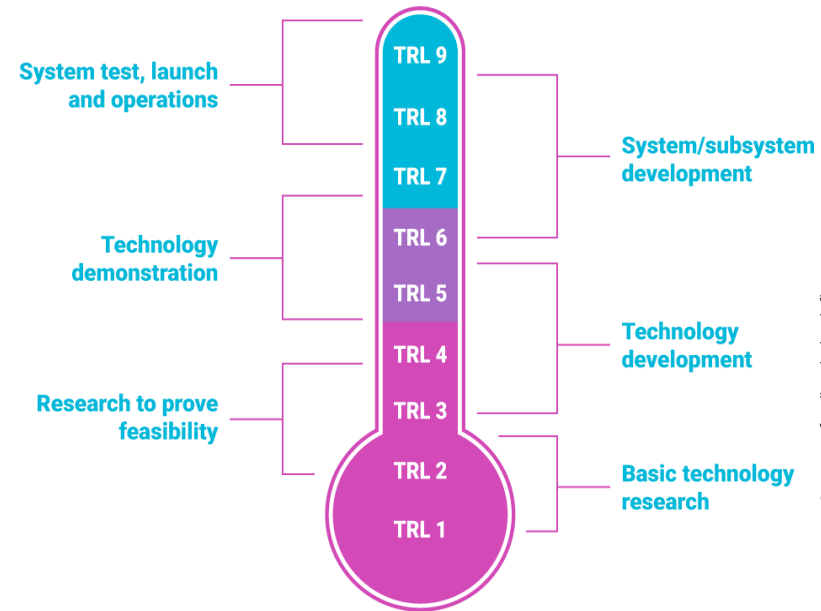 TRL 9
System test, launch
and operations
TRL 8
System/subsystem
development
TRL 7
TRL 6
Technology
demonstration
TRL 5
Technology
development
TRL 4
Research to prove
feasibility
TRL 3
TRL 2
Basic technology
research
TRL 1